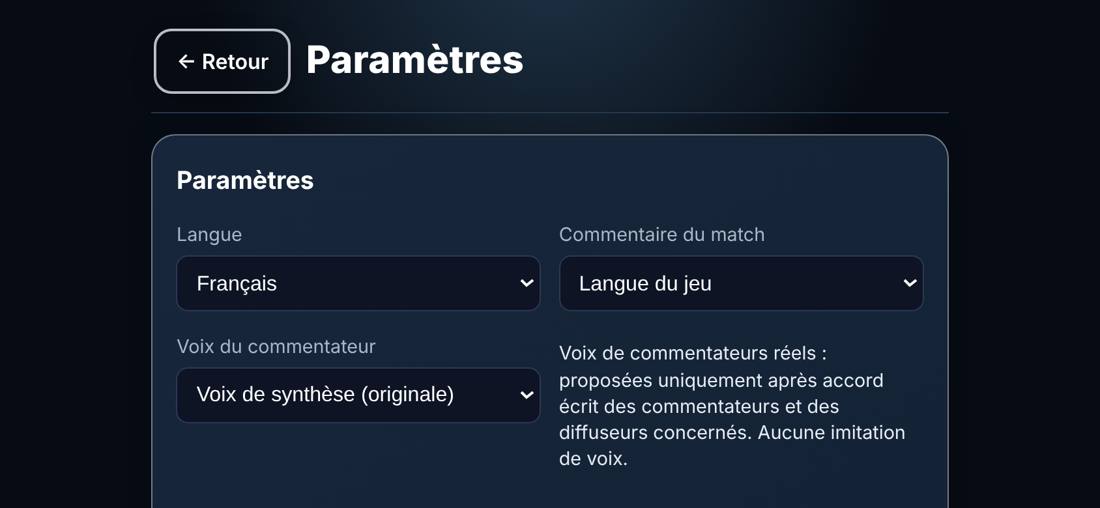 ← Retour
Paramètres
Paramètres
Langue
Commentaire du match
Français
Langue du jeu
Voix du commentateur
Voix de synthèse (originale)
Voix de commentateurs réels :
proposées uniquement après accord
écrit des commentateurs et des
diffuseurs concernés. Aucune imitation
de voix.